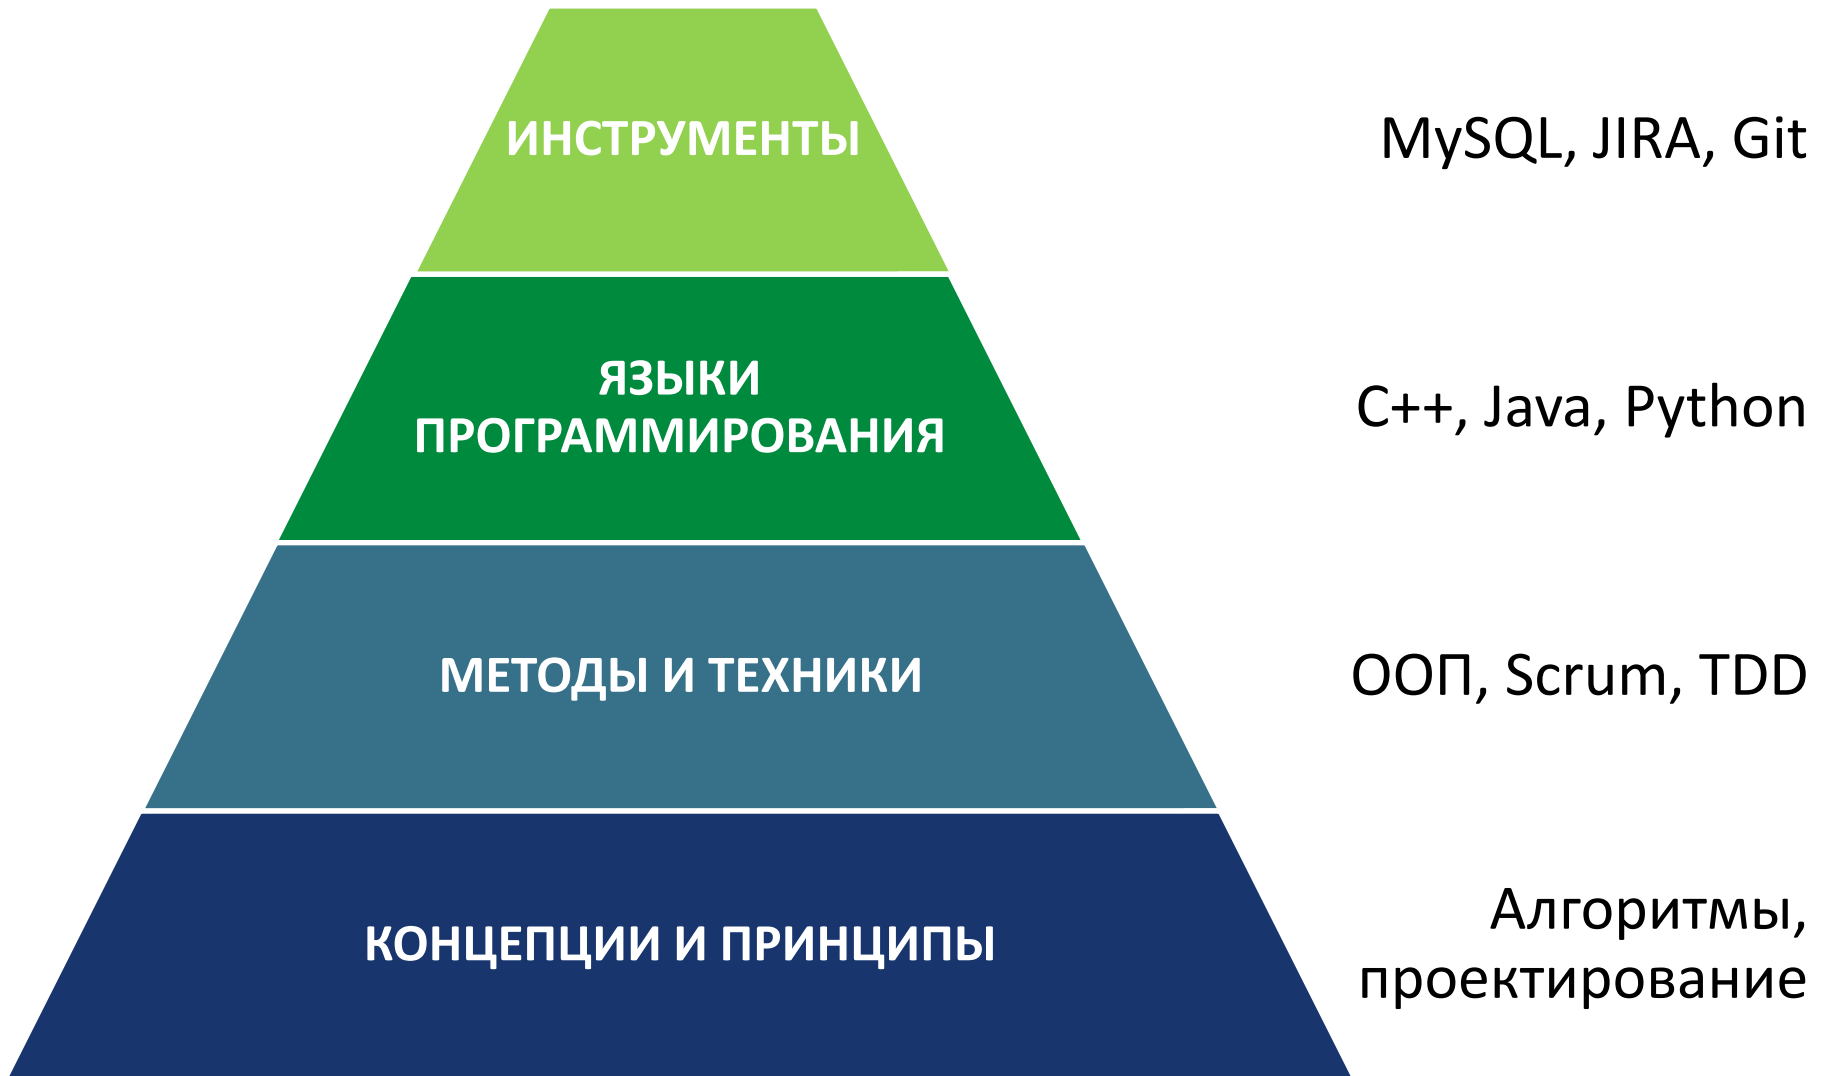 ИНСТРУМЕНТЫ
MySQL, JIRA, Git
ЯЗЫКИ
ПРОГРАММИРОВАНИЯ
C++, Java, Python
МЕТОДЫ И ТЕХНИКИ
ООП, Scrum, TDD
КОНЦЕПЦИИ И ПРИНЦИПЫ
Алгоритмы,
проектирование